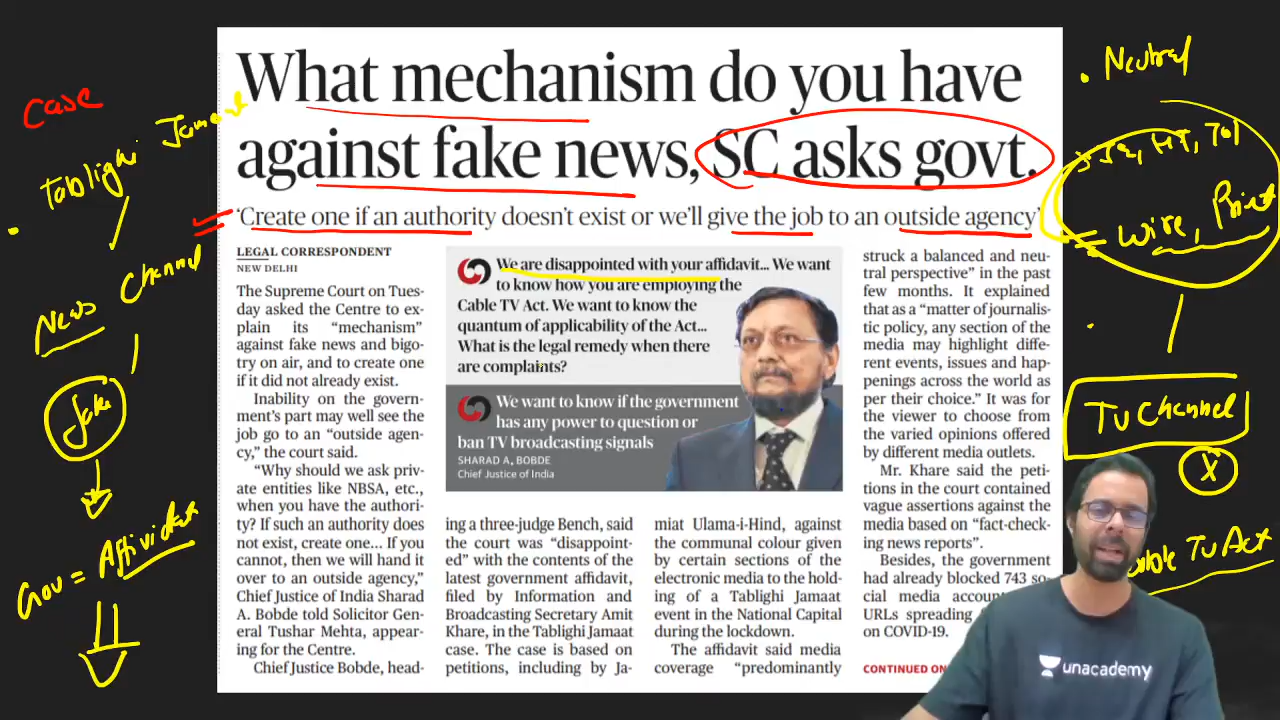 What mechanism do you have
against fake news, SC asks govt.
'Create one if an authority doesn't exist or we'll give the job to an outside agency'
LEGAL CORRESPONDENT
NEW DELHI
The Supreme Court on Tues-
day asked the Centre to ex-
plain its "mechanism"
against fake news and bigo-
try on air, and to create one
if it did not already exist.
Inability on the govern-
ment's part may well see the
job go to an "outside agen-
cy," the court said.
"Why should we ask priv-
ate entities like NBSA, etc.,
when you have the authori-
ty? If such an authority does
not exist, create one... If you
cannot, then we will hand it
over to an outside agency,"
Chief Justice of India Sharad
A. Bobde told Solicitor Gen-
eral Tushar Mehta, appear-
ing for the Centre.
Chief Justice Bobde, head-
We are disappointed with your affidavit... We want
to know how you are employing the
Cable TV Act. We want to know the
quantum of applicability of the Act...
What is the legal remedy when there
are complaints?
We want to know if the government
has any power to question or
ban TV broadcasting signals
SHARAD A. BOBDE
Chief Justice of India
ing a three-judge Bench, said
the court was "disappoint-
ed" with the contents of the
latest government affidavit,
filed by Information and
Broadcasting Secretary Amit
Khare, in the Tablighi Jamaat
case. The case is based on
petitions, including by Ja-
miat Ulama-i-Hind, against
the communal colour given
by certain sections of the
electronic media to the hold-
ing of a Tablighi Jamaat
event in the National Capital
during the lockdown.
The affidavit said media
coverage "predominantly
struck a balanced and neu-
tral perspective" in the past
few months. It explained
that as a "matter of journalis-
tic policy, any section of the
media may highlight diffe-
rent events, issues and hap-
penings across the world as
per their choice." It was for
the viewer to choose from
the varied opinions offered
by different media outlets.
Mr. Khare said the peti-
tions in the court contained
vague assertions against the
media based on "fact-check-
ing news reports".
Besides, the government
had already blocked 743 so-
cial media accou
URLs spreading
on COVID-19.
CONTINUED ON
Case
Tablighi Jamaat
News Channel
fake
Gov = Affividat
Neutral
HT, TOI
= Wire, Print
TV Channel
X
TV Act
unacademy